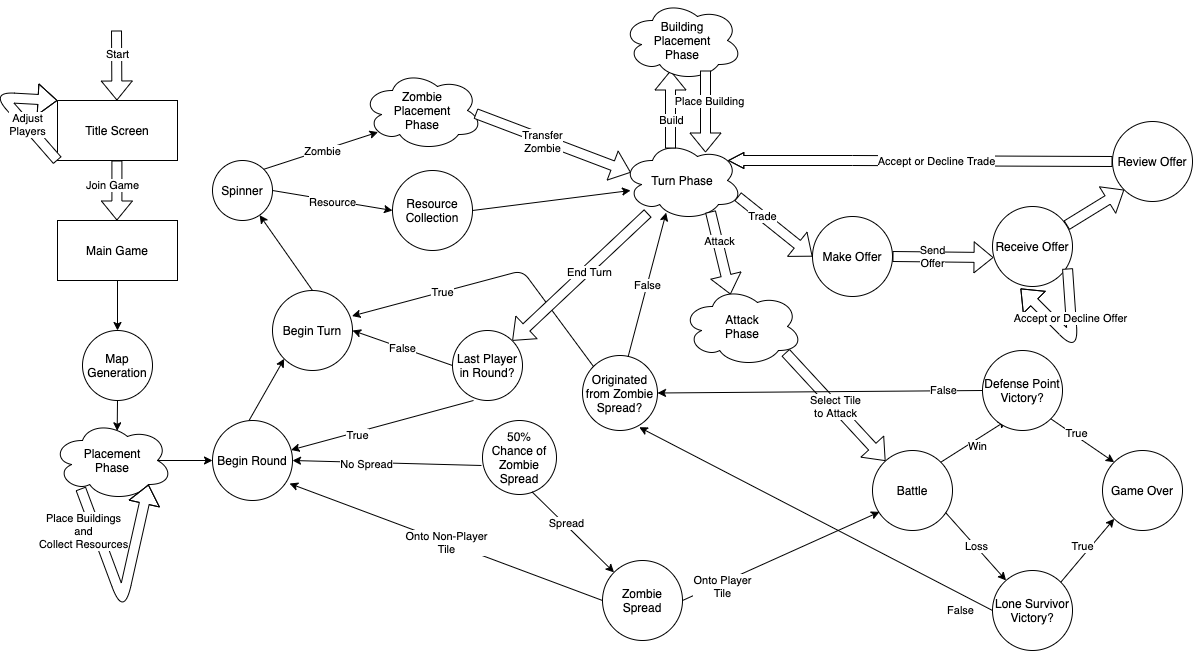 Start
Adjust
Players
Title Screen
Join Game
Main Game
Map
Generation
Placement
Phase
Place Buildings
and
Collect Resources
Begin Round
Begin Turn
Spinner
Zombie
Zombie
Placement
Phase
Transfer
Zombie
Resource
Resource
Collection
Building
Placement
Phase
Place Building
Build
Turn Phase
Accept or Decline Trade
Review Offer
Trade
Make Offer
Send
Offer
Receive Offer
Accept or Decline Offer
Attack
Attack
Phase
Select Tile
to Attack
End Turn
Last Player
in Round?
False
True
True
False
Originated
from Zombie
Spread?
50%
Chance of
Zombie
Spread
No Spread
Spread
Zombie
Spread
Onto Non-Player
Tile
Onto Player
Tile
Battle
Win
Defense Point
Victory?
False
True
Game Over
Loss
Lone Survivor
Victory?
True
False